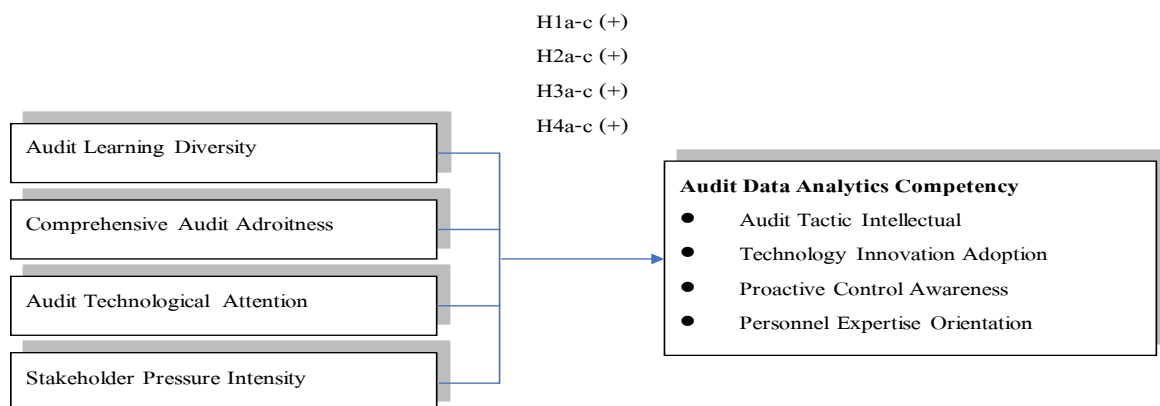 H1a-c (+)
H2a-c (+)
H3a-c (+)
H4a-c (+)
Audit Learning Diversity
Comprehensive Audit Adroitness
Audit Technological Attention
Stakeholder Pressure Intensity
Audit Data Analytics Competency
● Audit Tactic Intellectual
● Technology Innovation Adoption
● Proactive Control Awareness
● Personnel Expertise Orientation